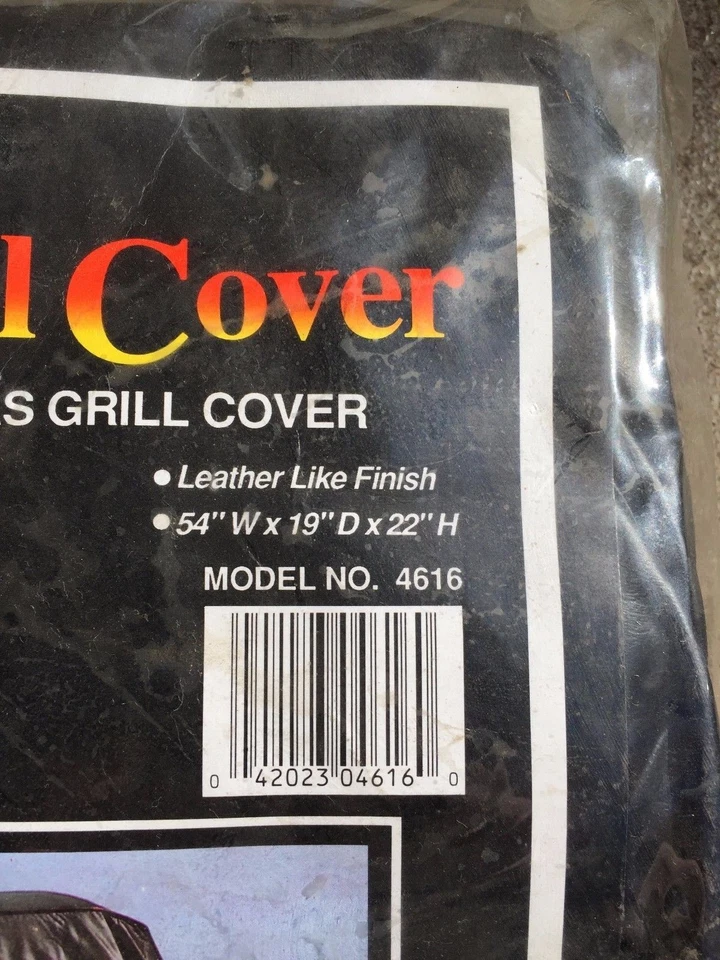 l Cover
S GRILL COVER
• Leather Like Finish
• 54" W x 19" D x 22" H
MODEL NO. 4616
0 42023 04616 0